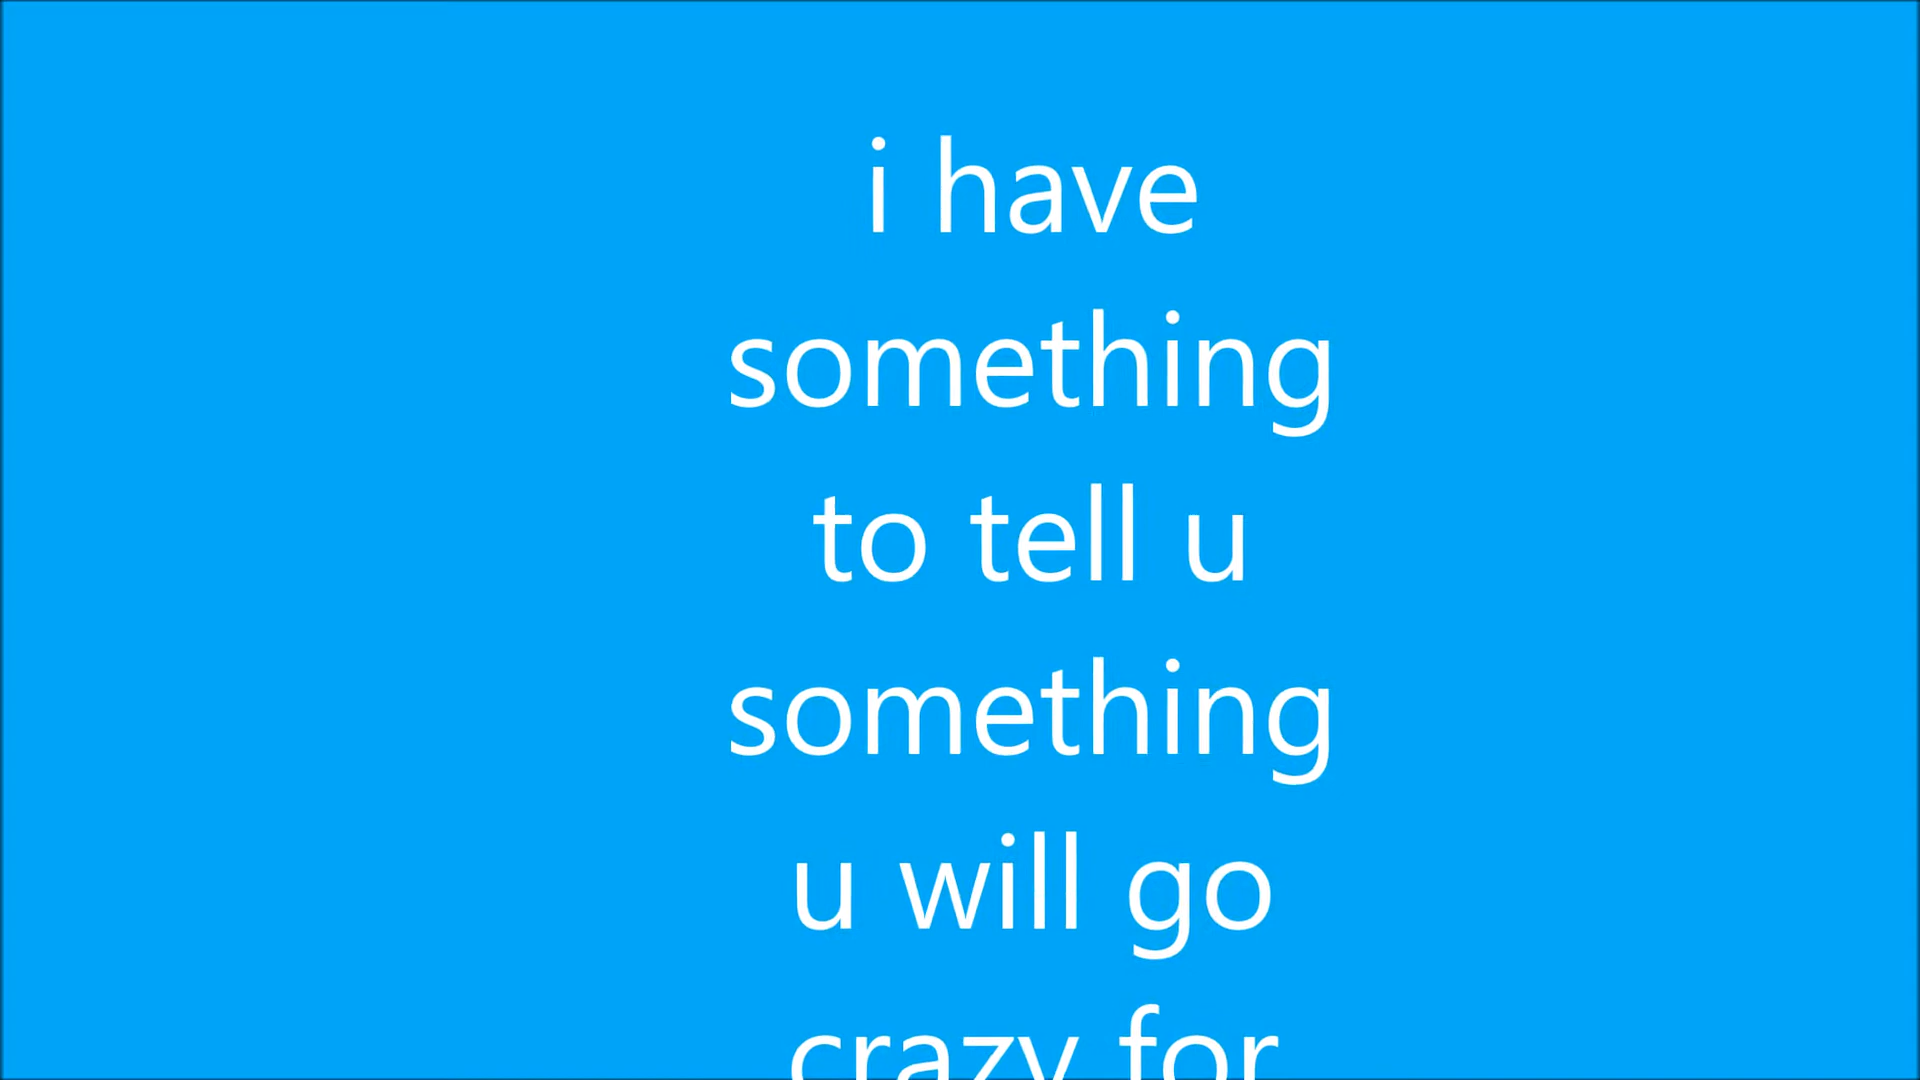 i have
something
to tell u
something
u will go
crazy for